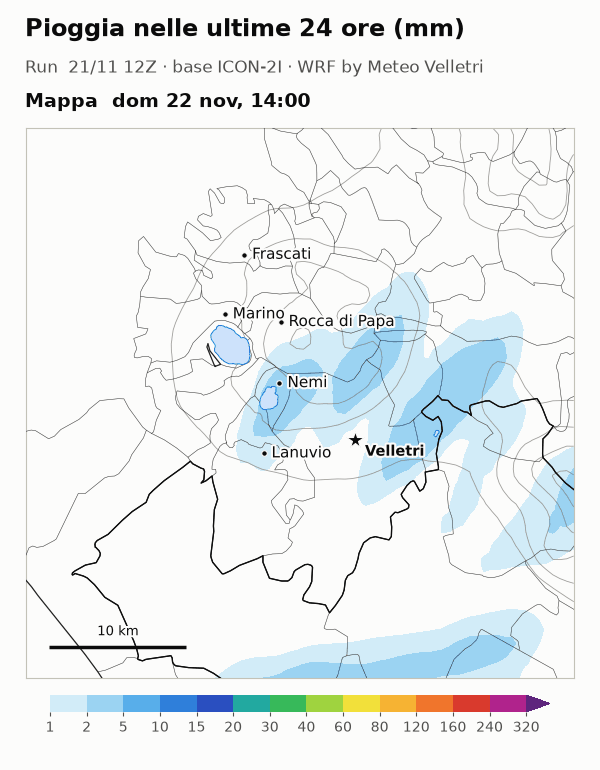 Pioggia nelle ultime 24 ore (mm)
Run  21/11 12Z · base ICON-2I · WRF by Meteo Velletri
Mappa  dom 22 nov, 14:00
Frascati
Marino
Rocca di Papa
Nemi
Velletri
Lanuvio
10 km
1 2 5 10 15 20 30 40 60 80 120 160 240 320